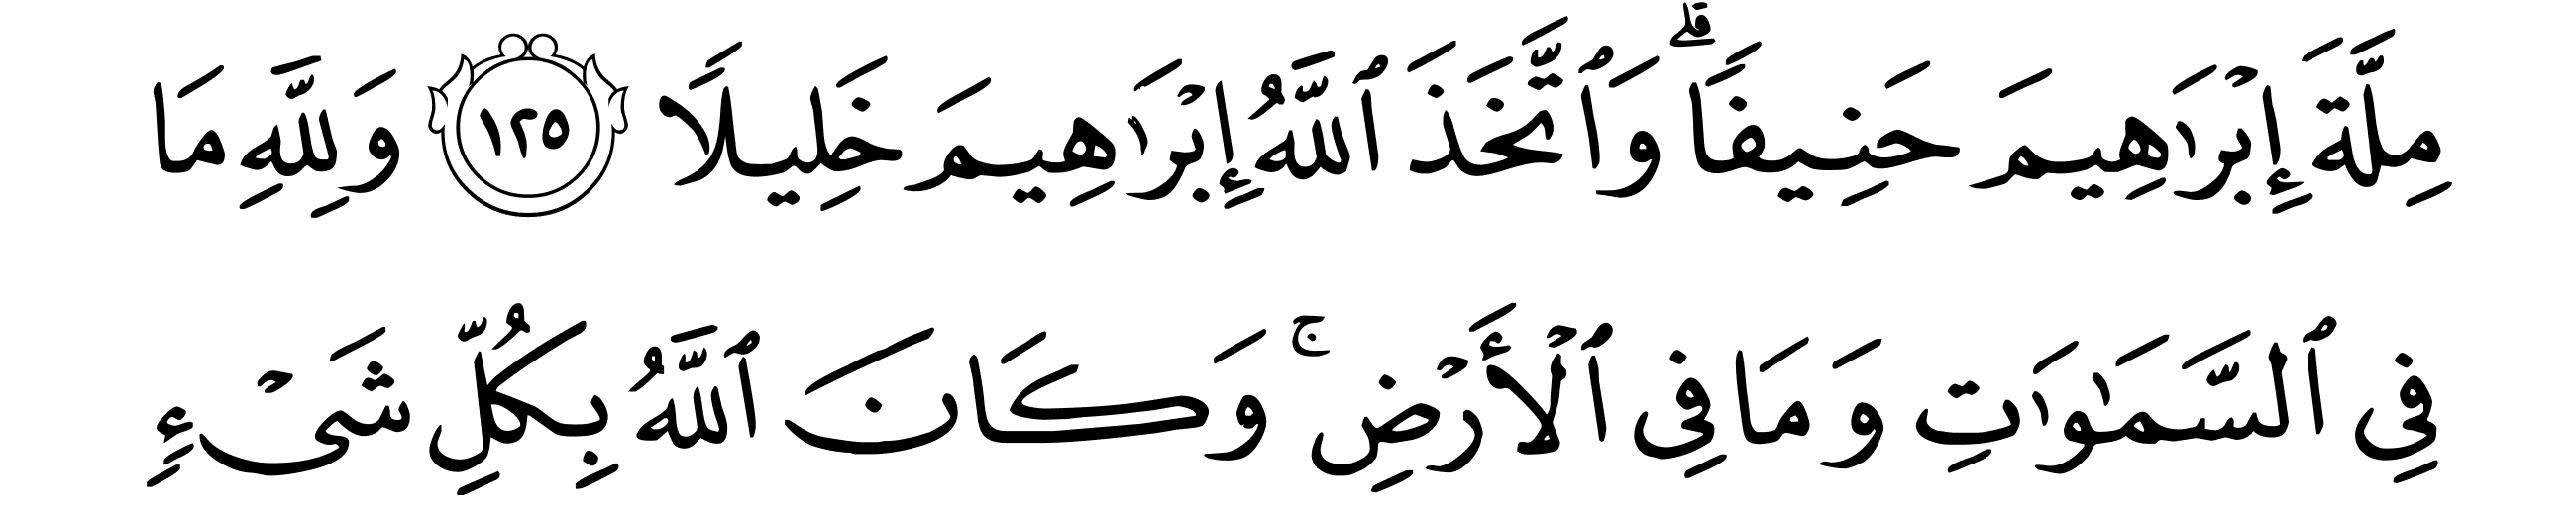 مِلَّةَ إِبْرَٰهِيمَ حَنِيفًاۗ وَٱتَّخَذَ ٱللَّهُ إِبْرَٰهِيمَ خَلِيلًا ١٢٥ وَلِلَّهِ مَا
فِي ٱلسَّمَٰوَٰتِ وَمَا فِي ٱلْأَرْضِۚ وَكَانَ ٱللَّهُ بِكُلِّ شَيْءٍ